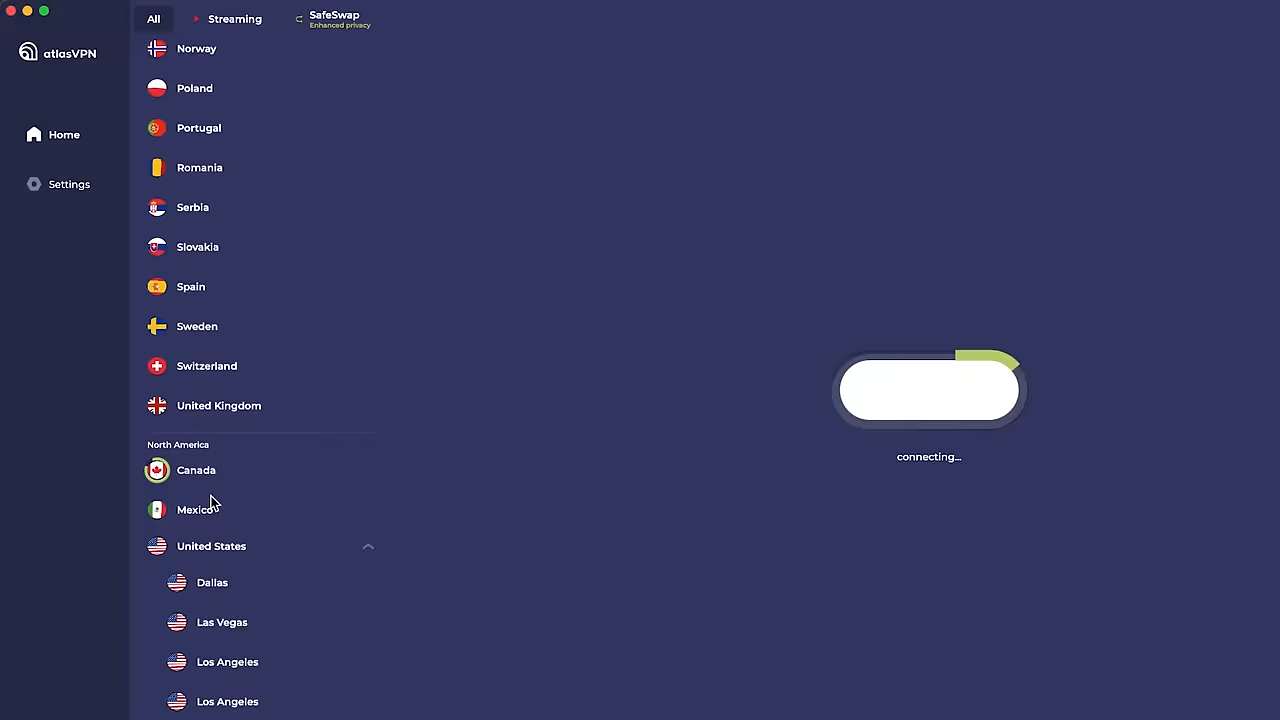 All
Streaming
SafeSwap
Enhanced privacy
atlasVPN
Home
Settings
Norway
Poland
Portugal
Romania
Serbia
Slovakia
Spain
Sweden
Switzerland
United Kingdom
North America
Canada
Mexico
United States
Dallas
Las Vegas
Los Angeles
Los Angeles
connecting...